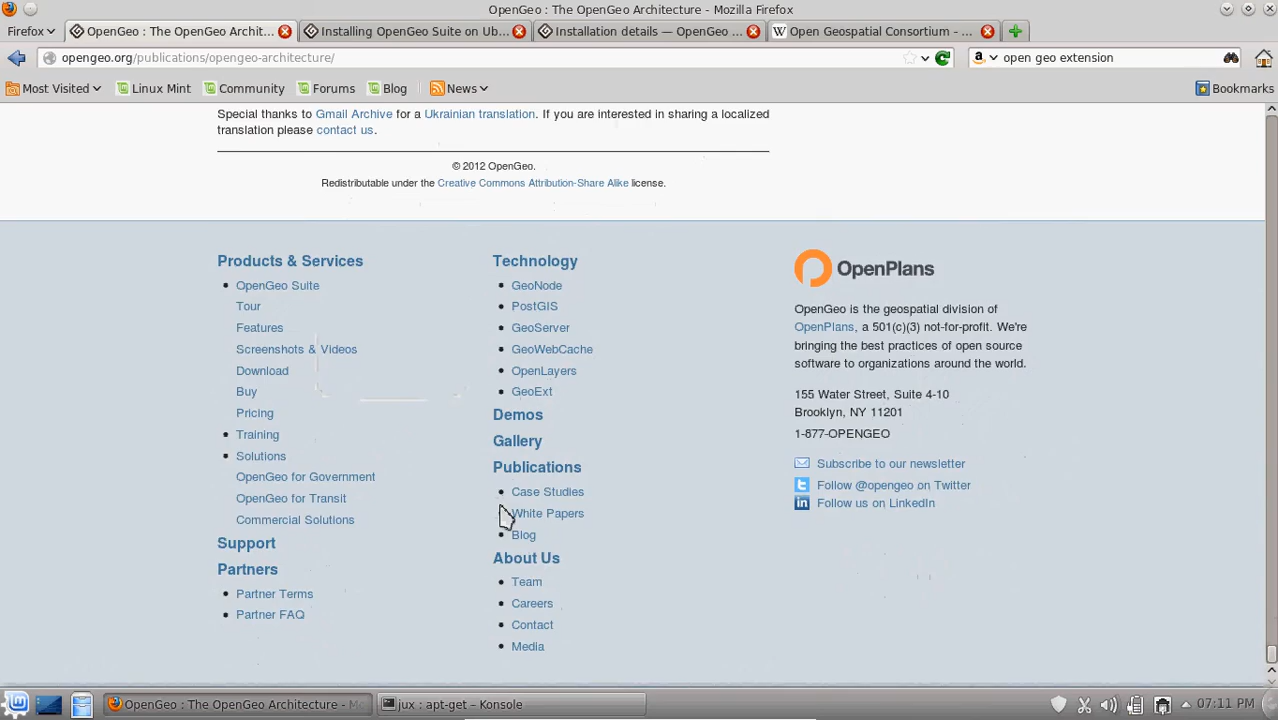 OpenGeo : The OpenGeo Architecture - Mozilla Firefox
Firefox
OpenGeo : The OpenGeo Archit...
Installing OpenGeo Suite on Ub...
Installation details — OpenGeo ...
Open Geospatial Consortium - ...
opengeo.org/publications/opengeo-architecture/
open geo extension
Most Visited
Linux Mint
Community
Forums
Blog
News
Bookmarks
Special thanks to Gmail Archive for a Ukrainian translation. If you are interested in sharing a localized
translation please contact us.
© 2012 OpenGeo.
Redistributable under the Creative Commons Attribution-Share Alike license.
Products & Services
OpenGeo Suite
Tour
Features
Screenshots & Videos
Download
Buy
Pricing
Training
Solutions
OpenGeo for Government
OpenGeo for Transit
Commercial Solutions
Support
Partners
Partner Terms
Partner FAQ
Technology
GeoNode
PostGIS
GeoServer
GeoWebCache
OpenLayers
GeoExt
Demos
Gallery
Publications
Case Studies
White Papers
Blog
About Us
Team
Careers
Contact
Media
OpenPlans
OpenGeo is the geospatial division of
OpenPlans, a 501(c)(3) not-for-profit. We're
bringing the best practices of open source
software to organizations around the world.
155 Water Street, Suite 4-10
Brooklyn, NY 11201
1-877-OPENGEO
Subscribe to our newsletter
Follow @opengeo on Twitter
Follow us on LinkedIn
OpenGeo : The OpenGeo Architecture - Mo
jux : apt-get – Konsole
07:11 PM